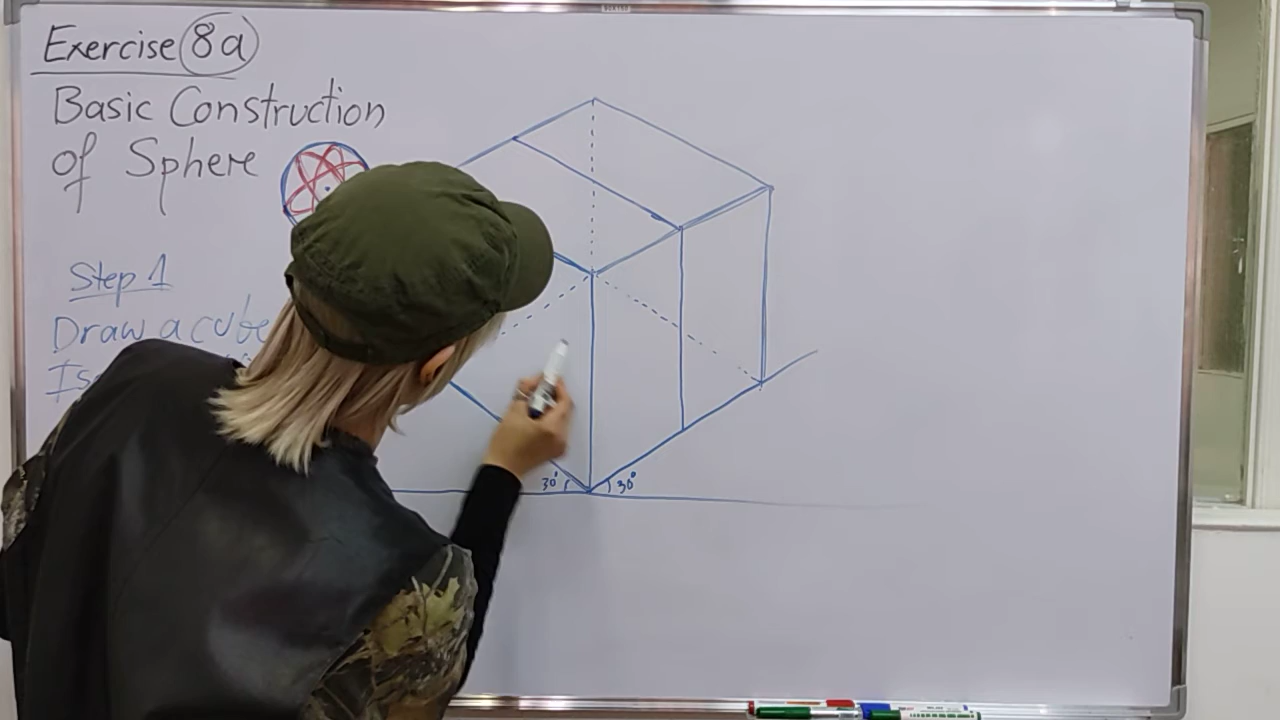 Exercise 8a
Basic Construction
of Sphere
Step 1
Draw a cube
30° 30°